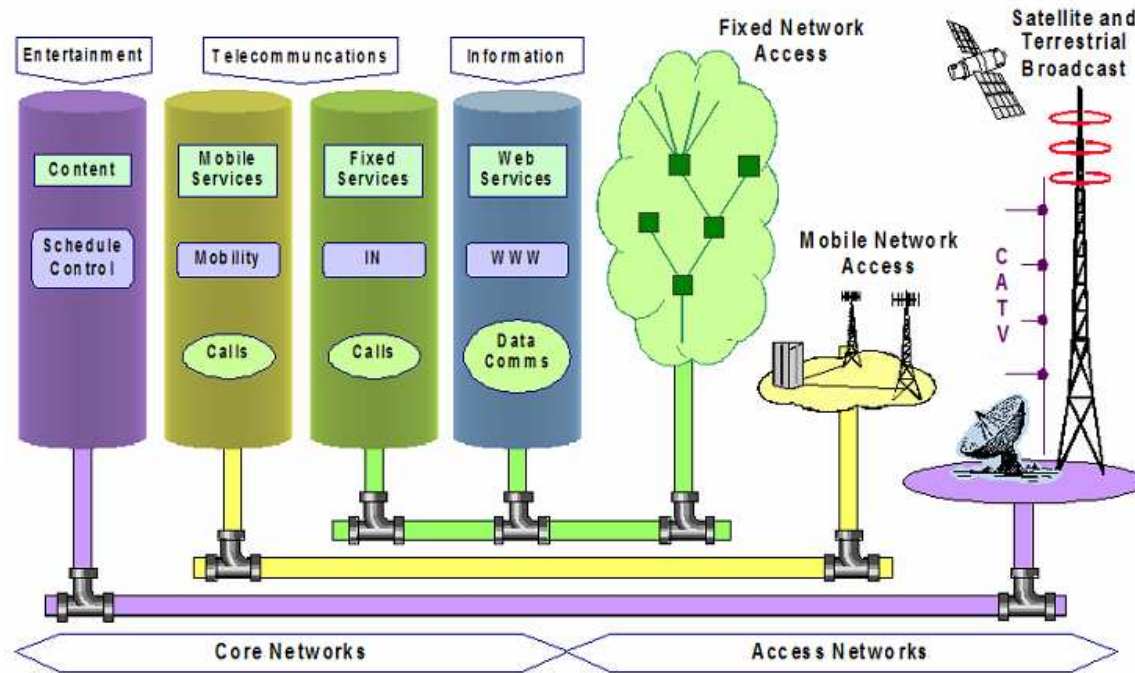 Entertainment
Telecommuncations
Information
Fixed Network
Access
Satellite and
Terrestrial
Broadcast
Content
Mobile
Services
Fixed
Services
Web
Services
Schedule
Control
Mobility
IN
WWW
Mobile Network
Access
C
A
T
V
Calls
Calls
Data
Comms
Core Networks
Access Networks